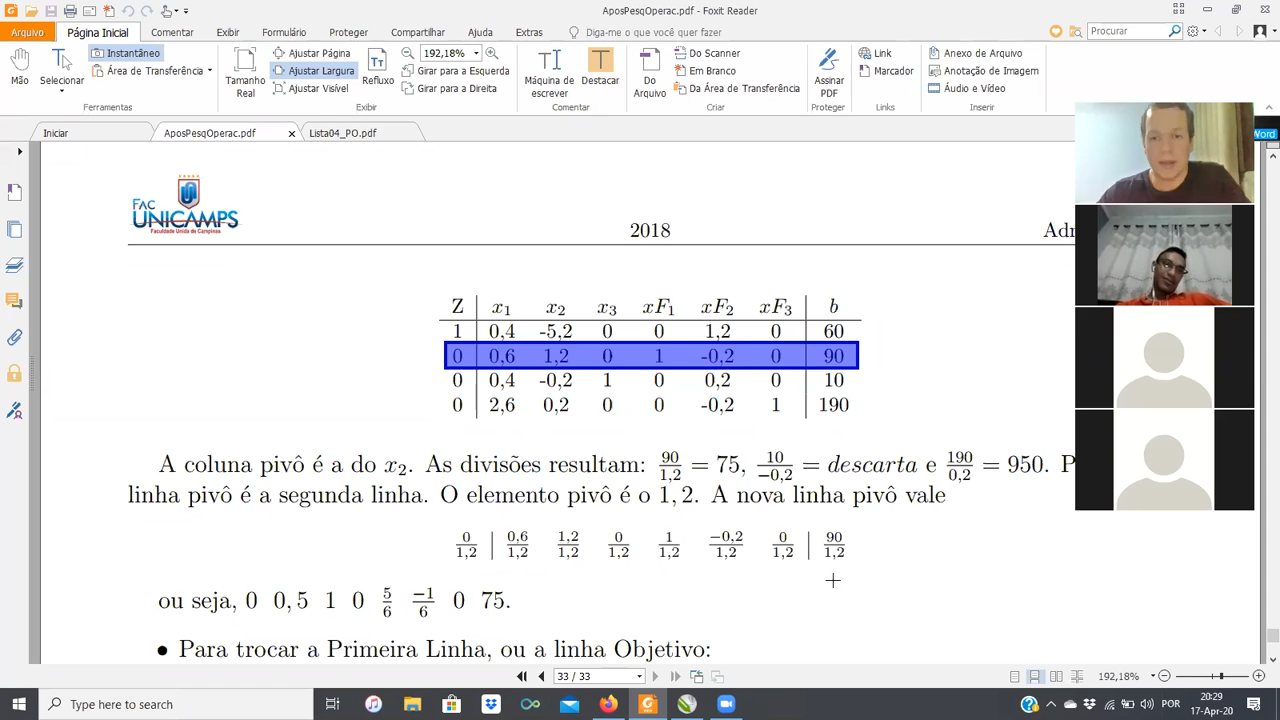 AposPesqOperac.pdf - Foxit Reader
Arquivo Página Inicial Comentar Exibir Formulário Proteger Compartilhar Ajuda Extras Diga-me o que você quer fazer Procurar
Mão
Selecionar
Instantâneo
Área de Transferência
Ferramentas
Tamanho Real
Ajustar Página
Ajustar Largura
Ajustar Visível
Refluxo
192,18%
Girar para a Esquerda
Girar para a Direita
Exibir
Máquina de escrever
Destacar
Comentar
Do Arquivo
Do Scanner
Em Branco
Da Área de Transferência
Criar
Assinar PDF
Proteger
Link
Marcador
Links
Anexo de Arquivo
Anotação de Imagem
Áudio e Vídeo
Inserir
Iniciar AposPesqOperac.pdf Lista04_PO.pdf
Word
FAC
UNICAMPS
Faculdade Unida de Campinas
2018 Adm
Z x1 x2 x3 xF1 xF2 xF3 b
1 0,4 -5,2 0 0 1,2 0 60
0 0,6 1,2 0 1 -0,2 0 90
0 0,4 -0,2 1 0 0,2 0 10
0 2,6 0,2 0 0 -0,2 1 190
A coluna pivô é a do x2. As divisões resultam: 90/1,2 = 75, 10/−0,2 = descarta e 190/0,2 = 950. P
linha pivô é a segunda linha. O elemento pivô é o 1, 2. A nova linha pivô vale
0/1,2 | 0,6/1,2 1,2/1,2 0/1,2 1/1,2 −0,2/1,2 0/1,2 | 90/1,2
ou seja, 0 0,5 1 0 5/6 −1/6 0 75.
• Para trocar a Primeira Linha, ou a linha Objetivo:
33 / 33
192,18%
Type here to search
POR
20:29
17-Apr-20